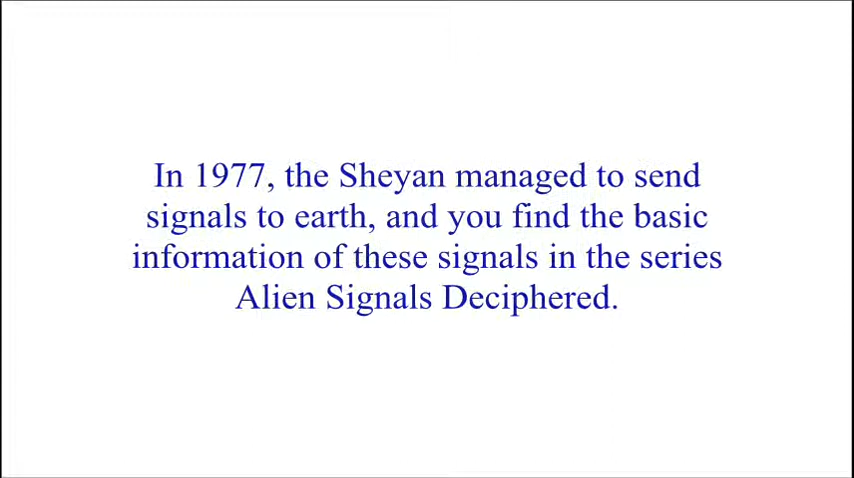 In 1977, the Sheyan managed to send
signals to earth, and you find the basic
information of these signals in the series
Alien Signals Deciphered.